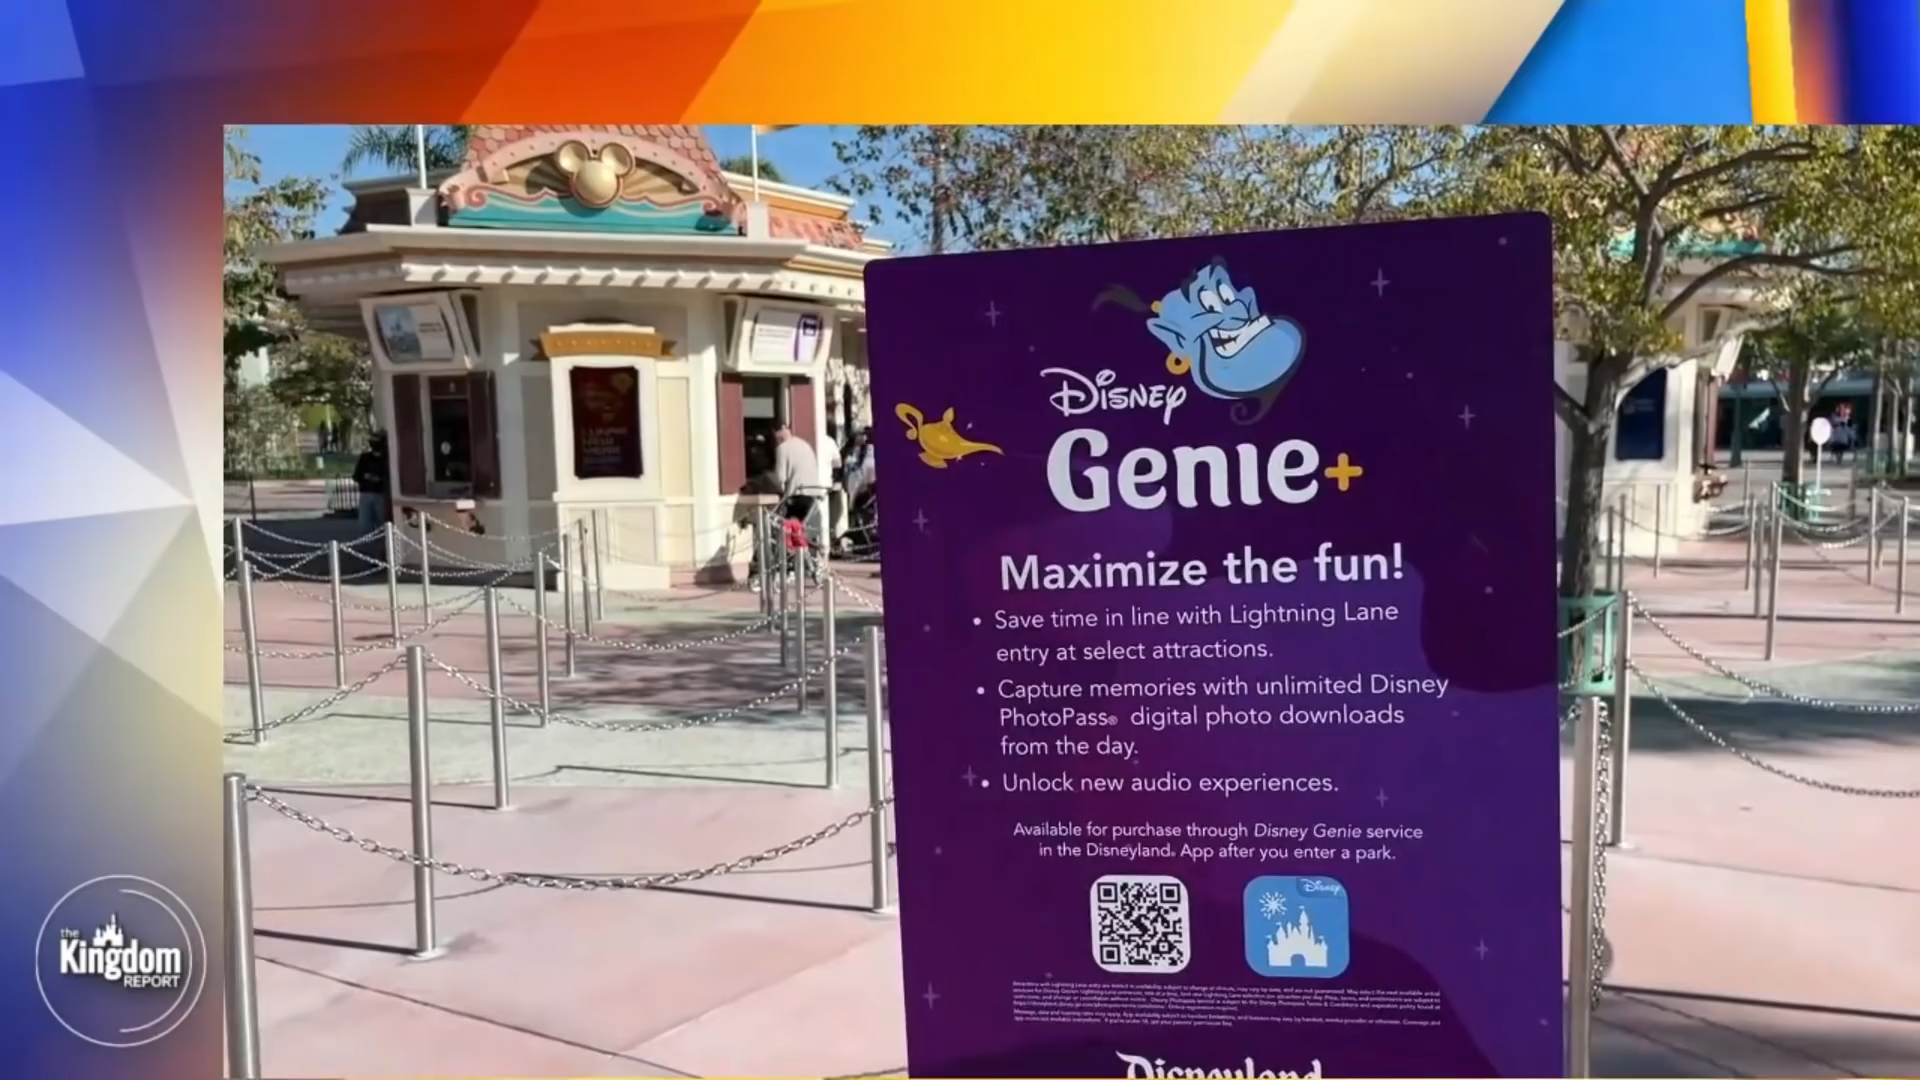 Disney
Genie+
Maximize the fun!
• Save time in line with Lightning Lane
entry at select attractions.
• Capture memories with unlimited Disney
PhotoPass® digital photo downloads
from the day.
• Unlock new audio experiences.
Available for purchase through Disney Genie service
in the Disneyland® App after you enter a park.
Disney
Disneyland
the
Kingdom
REPORT